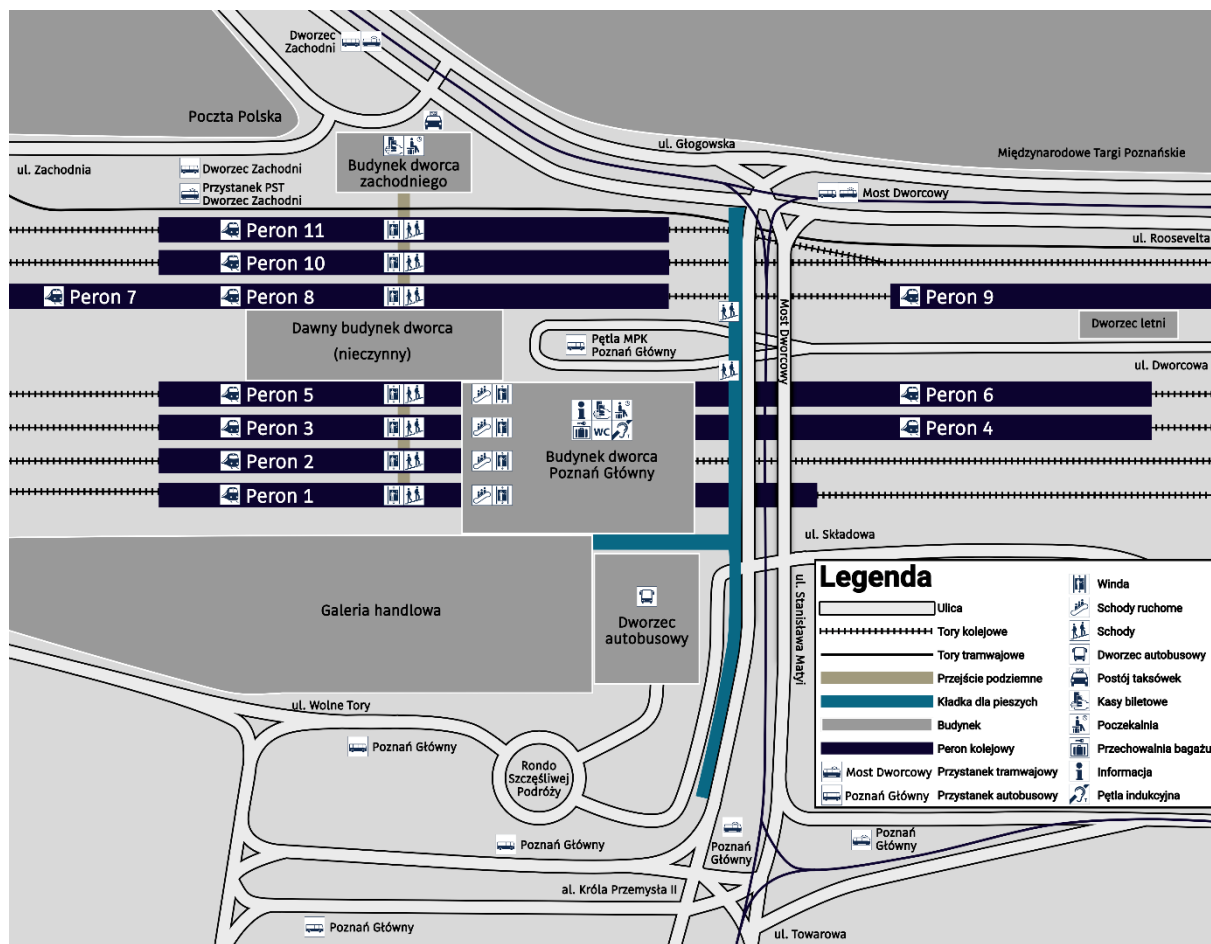 Dworzec
Zachodni
Poczta Polska
ul. Głogowska
Międzynarodowe Targi Poznańskie
ul. Zachodnia
Dworzec Zachodni
Przystanek PST
Dworzec Zachodni
Budynek dworca
zachodniego
Most Dworcowy
ul. Roosevelta
Peron 11
Peron 10
Peron 7
Peron 8
Peron 9
Dawny budynek dworca
(nieczynny)
Pętla MPK
Poznań Główny
Most Dworcowy
Dworzec letni
ul. Dworcowa
Peron 5
Peron 6
Peron 3
Peron 4
WC
Peron 2
Budynek dworca
Poznań Główny
Peron 1
ul. Składowa
Galeria handlowa
Dworzec
autobusowy
ul. Stanisława Matyi
Legenda
Ulica
Tory kolejowe
Tory tramwajowe
Przejście podziemne
Kładka dla pieszych
Budynek
Peron kolejowy
Most Dworcowy Przystanek tramwajowy
Poznań Główny Przystanek autobusowy
Winda
Schody ruchome
Schody
Dworzec autobusowy
Postój taksówek
Kasy biletowe
Poczekalnia
Przechowalnia bagażu
Informacja
Pętla indukcyjna
ul. Wolne Tory
Poznań Główny
Rondo
Szczęśliwej
Podróży
Poznań Główny
Poznań
Główny
Poznań
Główny
al. Króla Przemysła II
Poznań Główny
ul. Towarowa